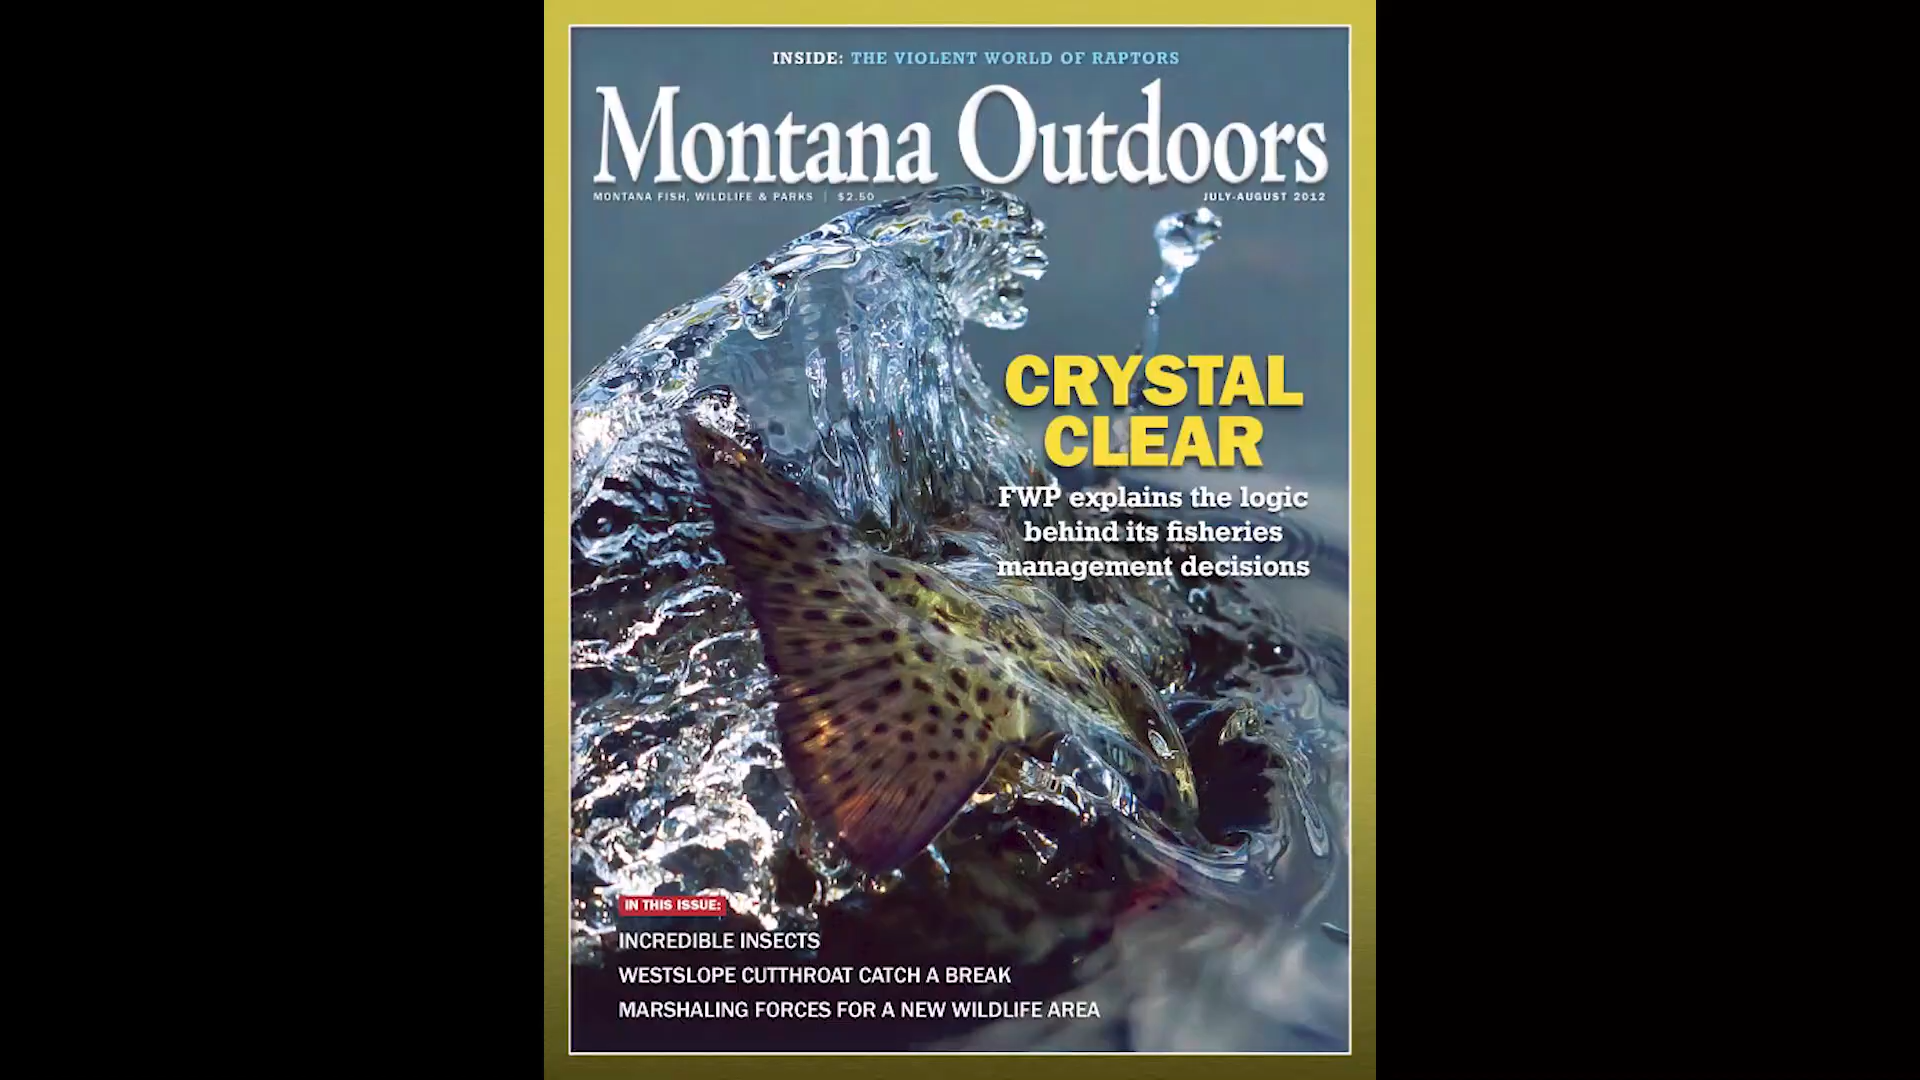 INSIDE: THE VIOLENT WORLD OF RAPTORS
Montana Outdoors
MONTANA FISH, WILDLIFE & PARKS | $2.50
JULY-AUGUST 2012
CRYSTAL
CLEAR
FWP explains the logic
behind its fisheries
management decisions
IN THIS ISSUE:
INCREDIBLE INSECTS
WESTSLOPE CUTTHROAT CATCH A BREAK
MARSHALING FORCES FOR A NEW WILDLIFE AREA